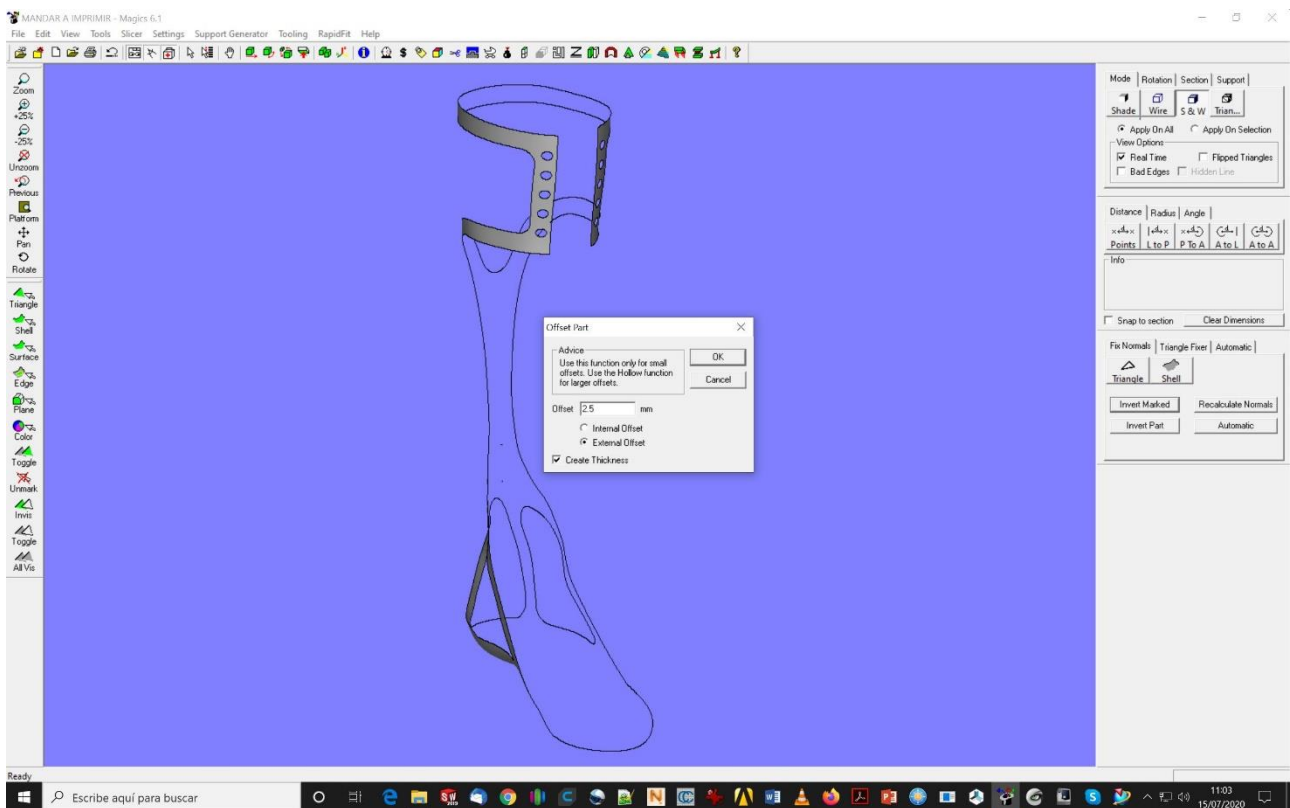 MANDAR A IMPRIMIR - Magics 6.1
File Edit View Tools Slicer Settings Support Generator Tooling RapidFit Help
Zoom
+25%
-25%
Unzoom
Previous
Platform
Pan
Rotate
Triangle
Shell
Surface
Edge
Plane
Color
Toggle
Unmark
Invis
Toggle
All Vis
Offset Part
Advice
Use this function only for small
offsets. Use the Hollow function
for larger offsets.
OK
Cancel
Offset 2.5 mm
Internal Offset
External Offset
Create Thickness
Mode Rotation Section Support
Shade Wire S & W Trian...
Apply On All Apply On Selection
View Options
Real Time Flipped Triangles
Bad Edges Hidden Line
Distance Radius Angle
Points L to P P To A A to L A to A
Info
Snap to section Clear Dimensions
Fix Normals Triangle Fixer Automatic
Triangle Shell
Invert Marked Recalculate Normals
Invert Part Automatic
Ready
Escribe aquí para buscar
11:03
15/07/2020